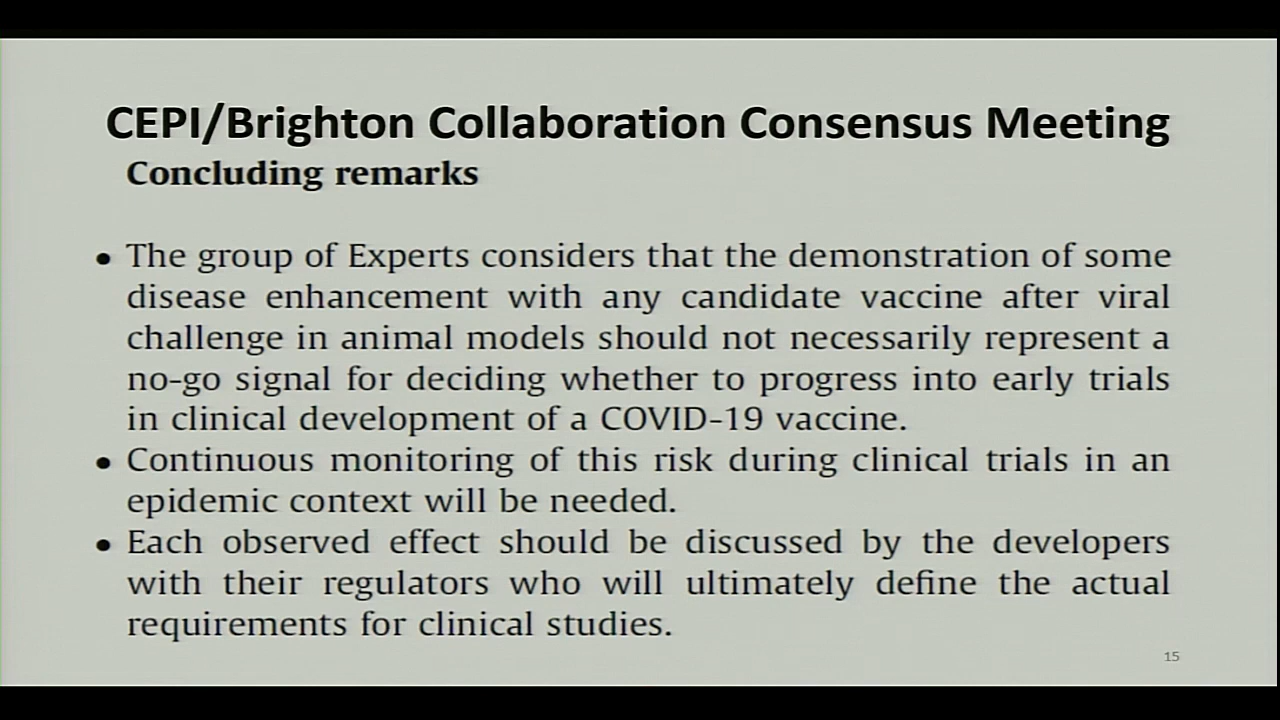 CEPI/Brighton Collaboration Consensus Meeting
Concluding remarks
• The group of Experts considers that the demonstration of some
disease enhancement with any candidate vaccine after viral
challenge in animal models should not necessarily represent a
no-go signal for deciding whether to progress into early trials
in clinical development of a COVID-19 vaccine.
• Continuous monitoring of this risk during clinical trials in an
epidemic context will be needed.
• Each observed effect should be discussed by the developers
with their regulators who will ultimately define the actual
requirements for clinical studies.
15